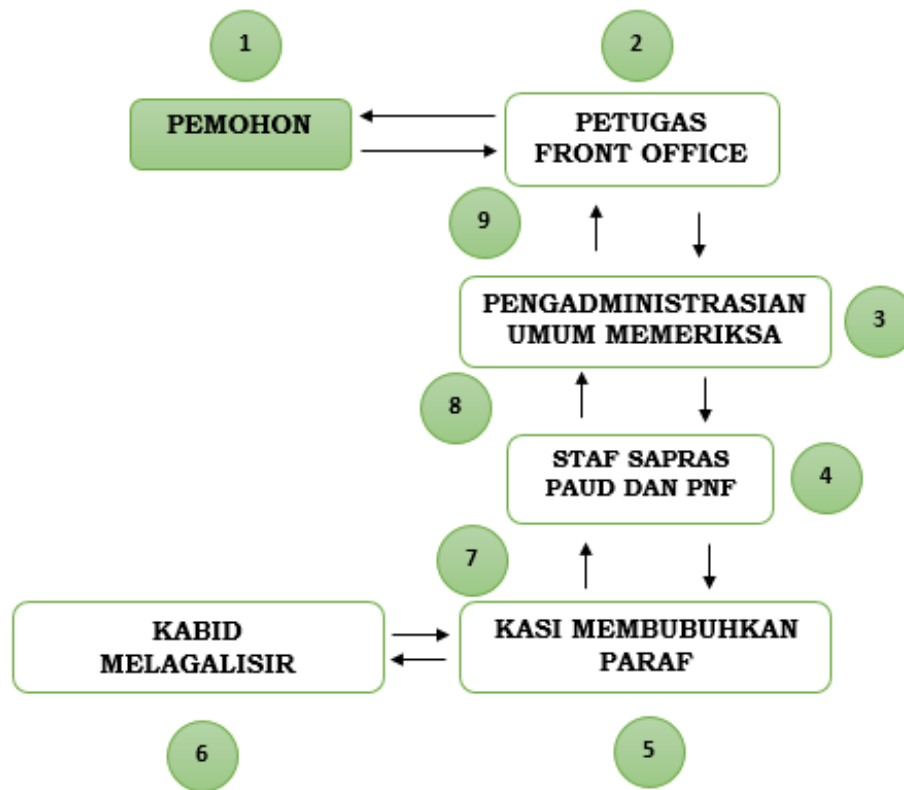 1
2
PEMOHON
PETUGAS
FRONT OFFICE
9
PENGADMINISTRASIAN
UMUM MEMERIKSA
3
8
STAF SAPRAS
PAUD DAN PNF
4
7
KABID
MELAGALISIR
KASI MEMBUBUHKAN
PARAF
6
5